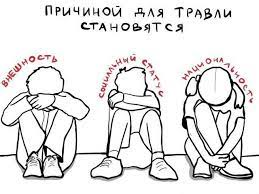 ПРИЧИНОЙ ДЛЯ ТРАВЛИ
СТАНОВЯТСЯ
ВНЕШНОСТЬ
СОЦИАЛЬНЫЙ СТАТУС
НАЦИОНАЛЬНОСТЬ